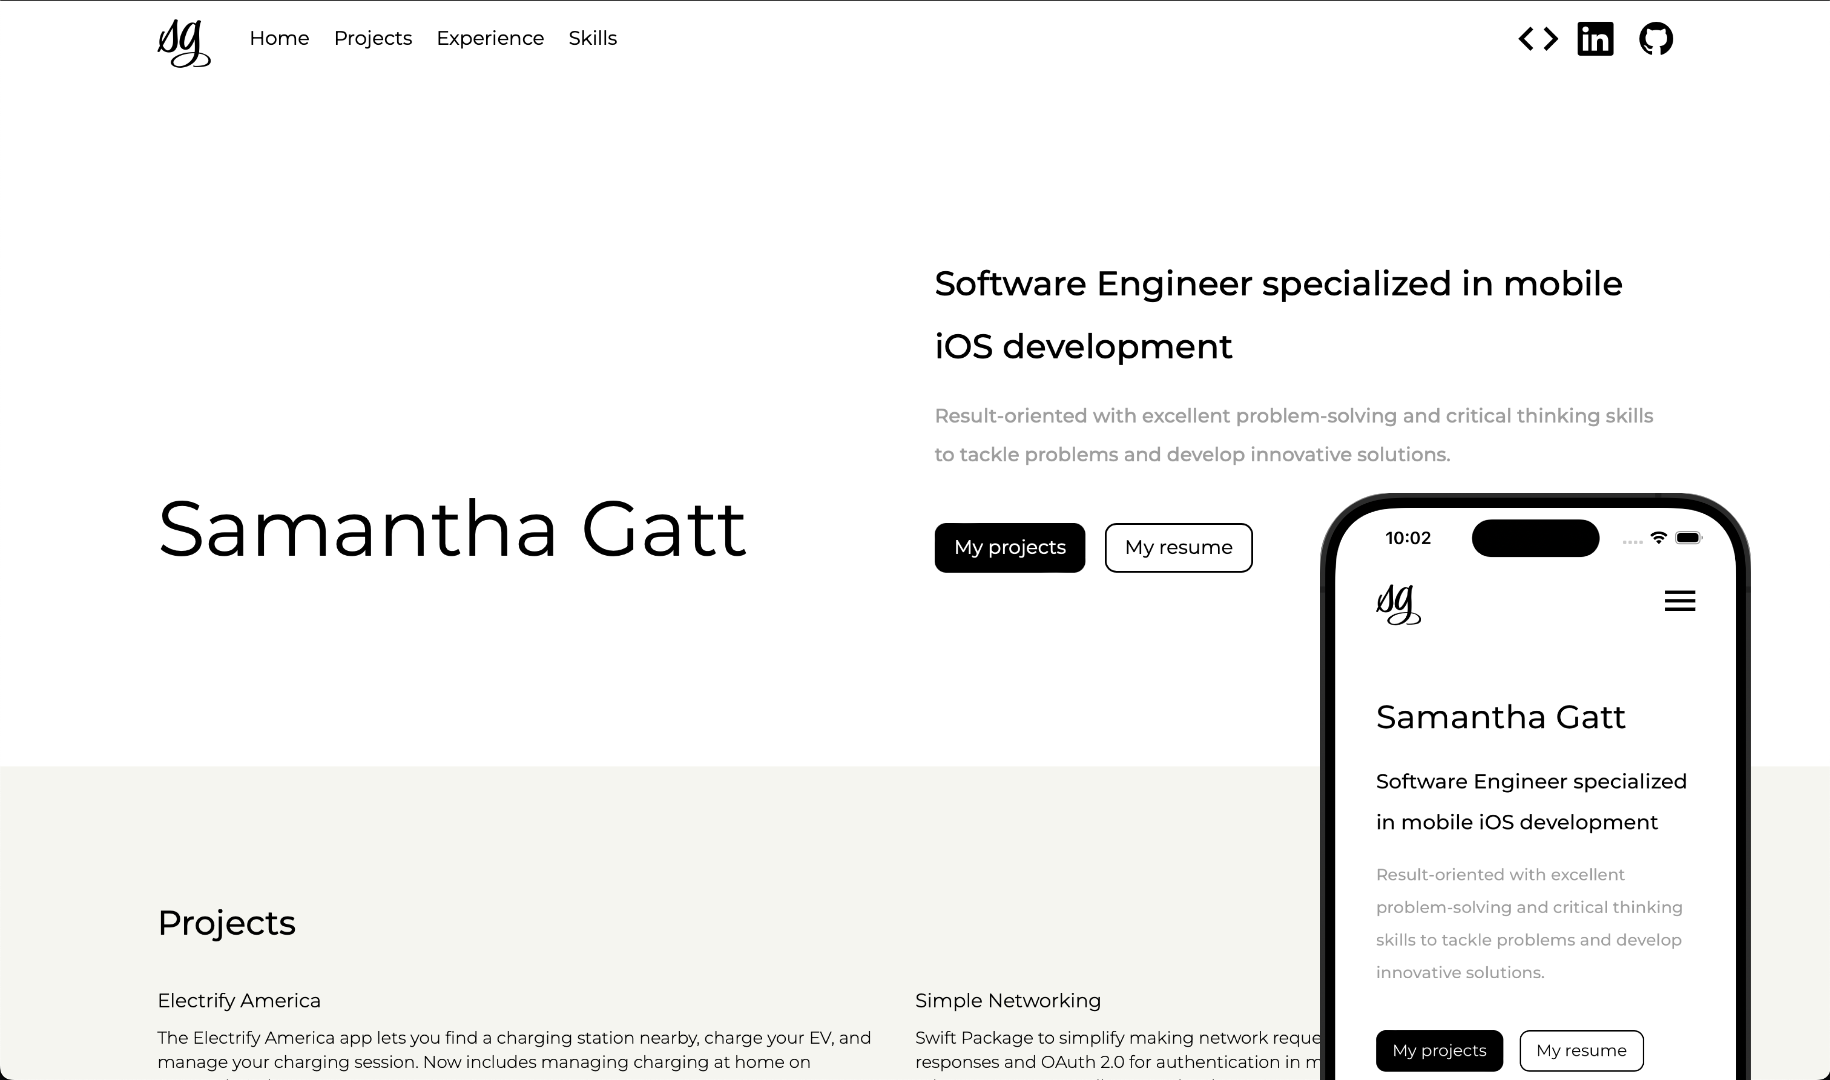 sg
Home Projects Experience Skills
Software Engineer specialized in mobile
iOS development
Result-oriented with excellent problem-solving and critical thinking skills
to tackle problems and develop innovative solutions.
Samantha Gatt
My projects My resume
Projects
Electrify America
The Electrify America app lets you find a charging station nearby, charge your EV, and
manage your charging session. Now includes managing charging at home on
Simple Networking
Swift Package to simplify making network
responses and OAuth 2.0 for authentication in
10:02
sg
Samantha Gatt
Software Engineer specialized
in mobile iOS development
Result-oriented with excellent
problem-solving and critical thinking
skills to tackle problems and develop
innovative solutions.
My projects My resume